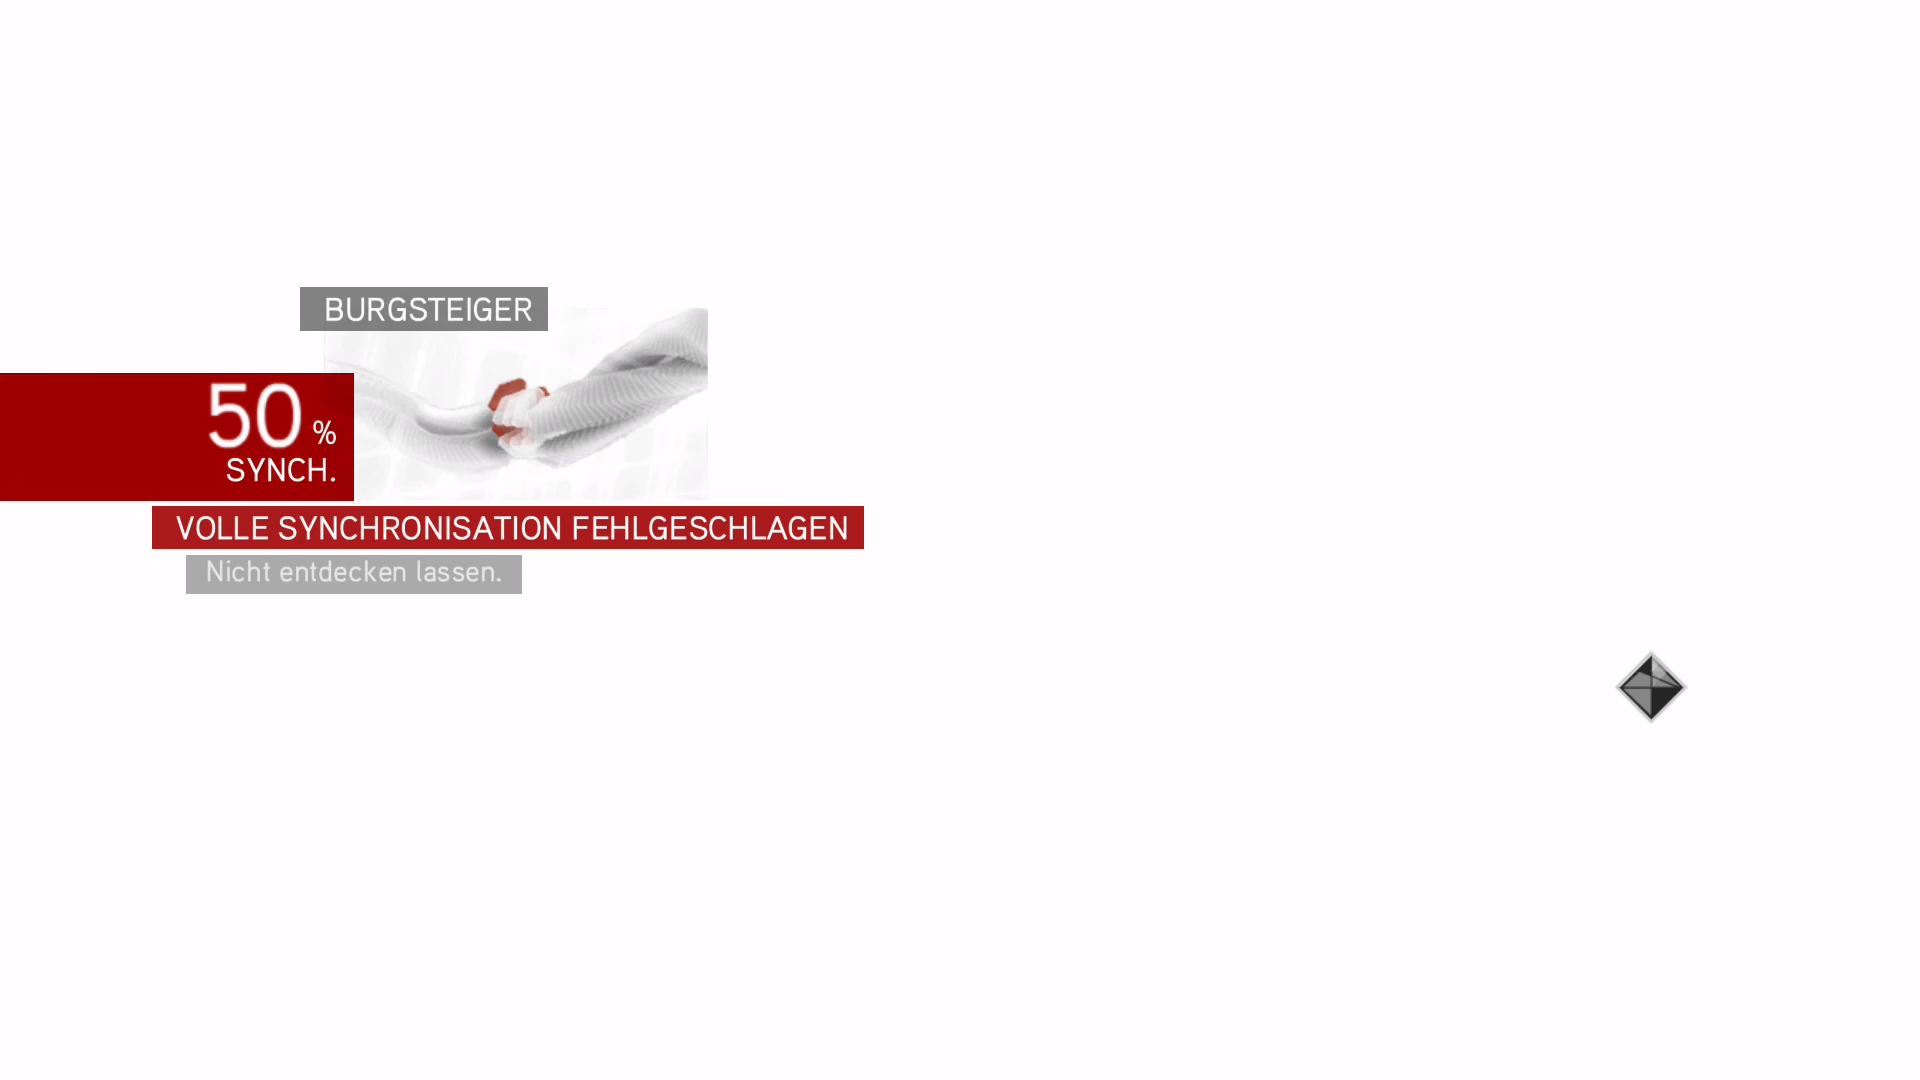 BURGSTEIGER
50 %
SYNCH.
VOLLE SYNCHRONISATION FEHLGESCHLAGEN
Nicht entdecken lassen.